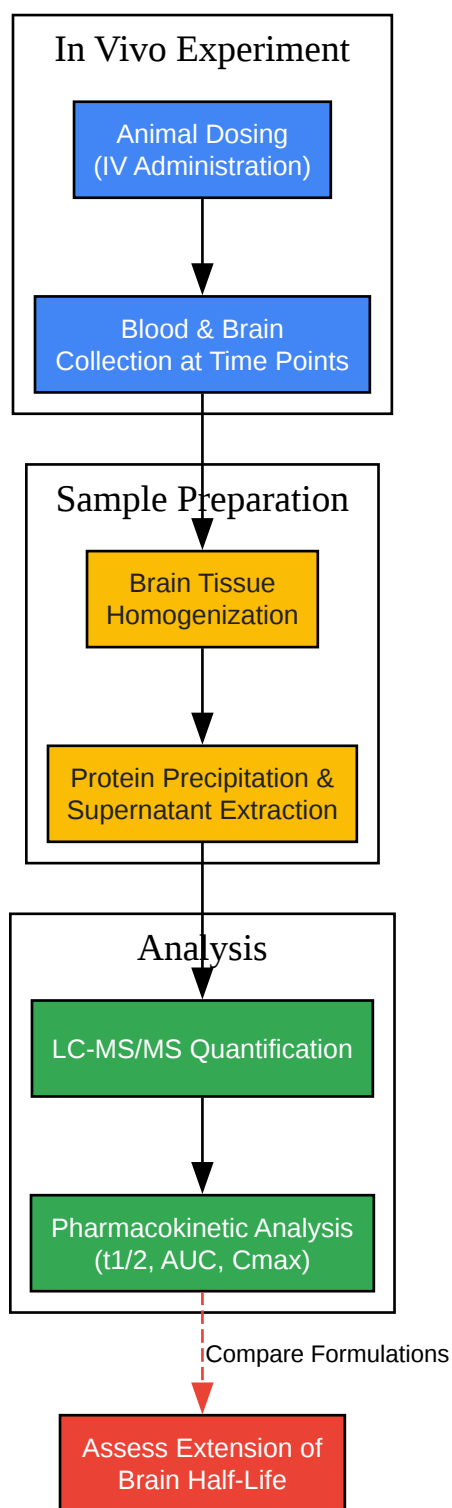 In Vivo Experiment
Animal Dosing
(IV Administration)
Blood & Brain
Collection at Time Points
Sample Preparation
Brain Tissue
Homogenization
Protein Precipitation &
Supernatant Extraction
Analysis
LC-MS/MS Quantification
Pharmacokinetic Analysis
(t1/2, AUC, Cmax)
Compare Formulations
Assess Extension of
Brain Half-Life